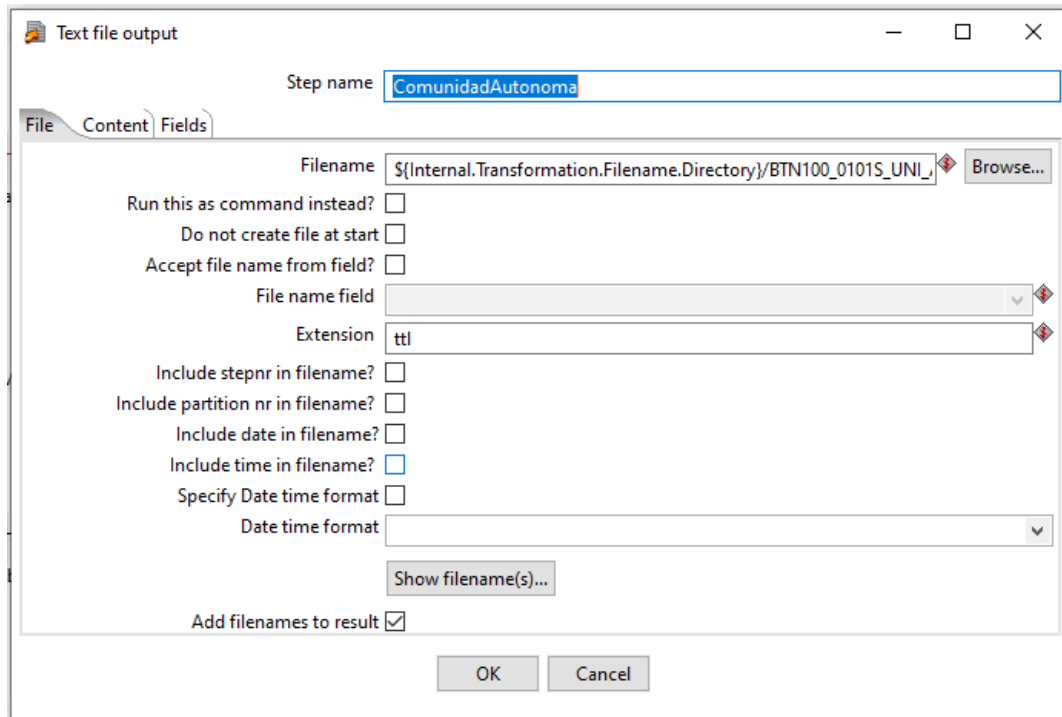 Text file output
Step name ComunidadAutonoma
File Content Fields
Filename ${Internal.Transformation.Filename.Directory}/BTN100_0101S_UNI_ Browse...
Run this as command instead?
Do not create file at start
Accept file name from field?
File name field
Extension ttl
Include stepnr in filename?
Include partition nr in filename?
Include date in filename?
Include time in filename?
Specify Date time format
Date time format
Show filename(s)...
Add filenames to result
OK Cancel